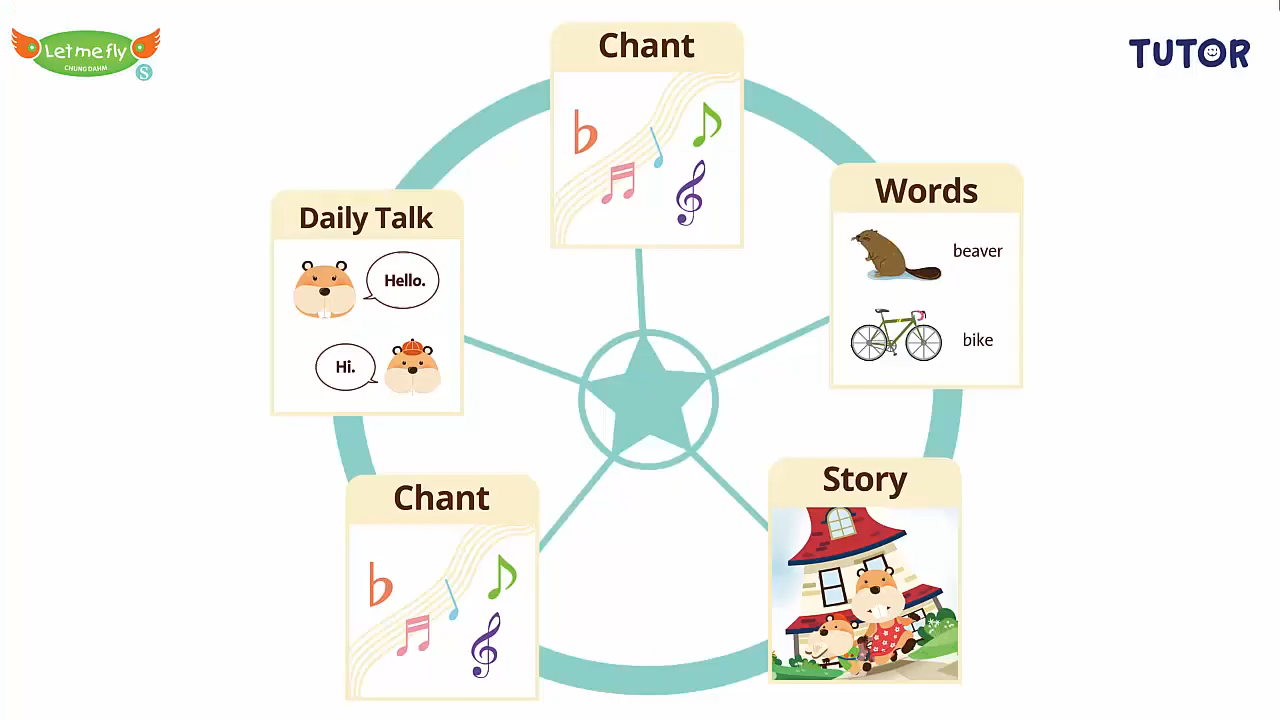 Let me fly
CHUNG DAHM
S
TUTOR
Chant
Words
beaver
bike
Daily Talk
Hello.
Hi.
Chant
Story